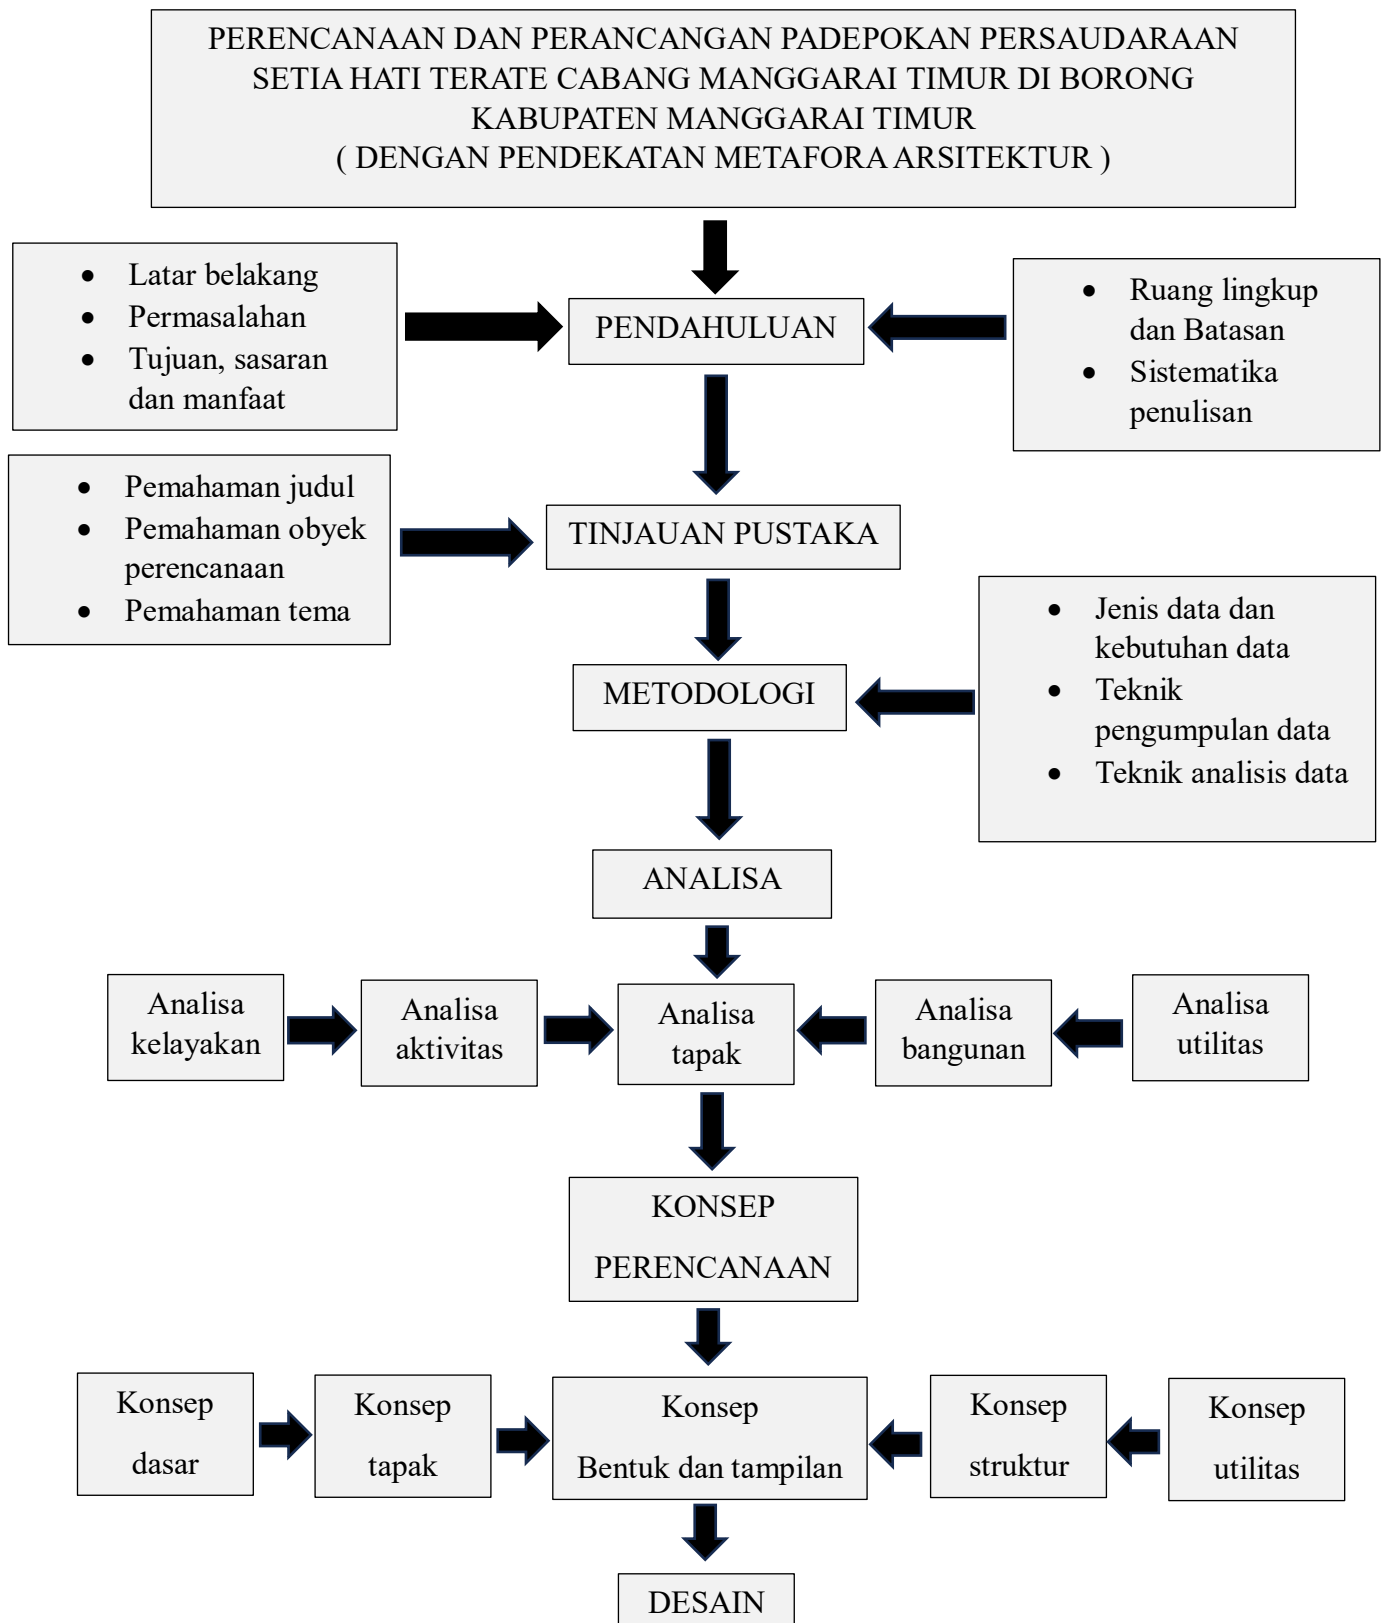 PERENCANAAN DAN PERANCANGAN PADEPOKAN PERSAUDARAAN
SETIA HATI TERATE CABANG MANGGARAI TIMUR DI BORONG
KABUPATEN MANGGARAI TIMUR
( DENGAN PENDEKATAN METAFORA ARSITEKTUR )
• Latar belakang
• Permasalahan
• Tujuan, sasaran
dan manfaat
PENDAHULUAN
• Ruang lingkup
dan Batasan
• Sistematika
penulisan
• Pemahaman judul
• Pemahaman obyek
perencanaan
• Pemahaman tema
TINJAUAN PUSTAKA
METODOLOGI
• Jenis data dan
kebutuhan data
• Teknik
pengumpulan data
• Teknik analisis data
ANALISA
Analisa
kelayakan
Analisa
aktivitas
Analisa
tapak
Analisa
bangunan
Analisa
utilitas
KONSEP
PERENCANAAN
Konsep
dasar
Konsep
tapak
Konsep
Bentuk dan tampilan
Konsep
struktur
Konsep
utilitas
DESAIN